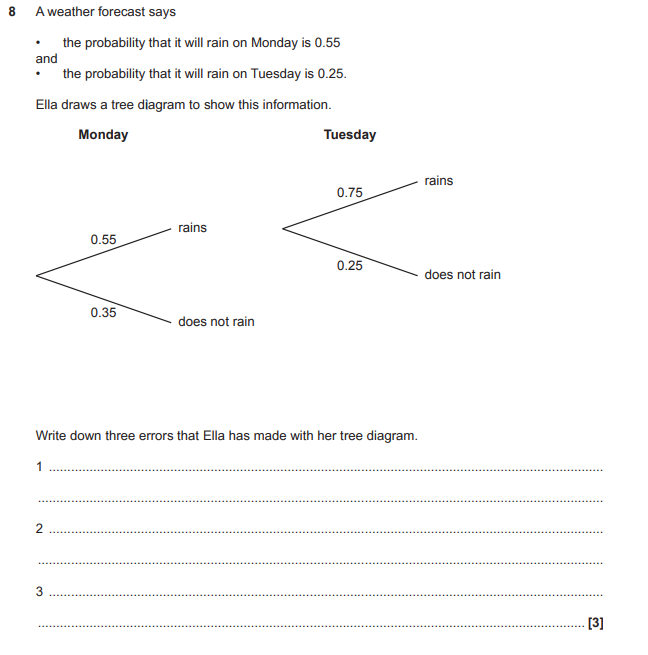 8 A weather forecast says
• the probability that it will rain on Monday is 0.55
and
• the probability that it will rain on Tuesday is 0.25.
Ella draws a tree diagram to show this information.
Monday Tuesday
rains
0.75
rains
0.55
0.25
does not rain
0.35
does not rain
Write down three errors that Ella has made with her tree diagram.
1 ..........
..........
2 ..........
..........
3 ..........
.......... [3]